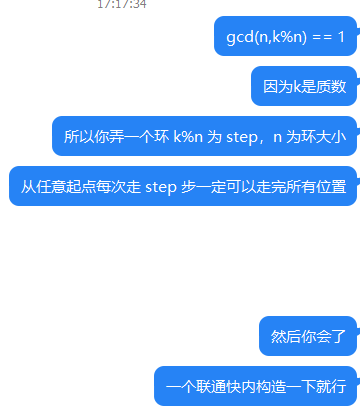 17:17:34
gcd(n,k%n) == 1
因为k是质数
所以你弄一个环 k%n 为 step，n 为环大小
从任意起点每次走 step 步一定可以走完所有位置
然后你会了
一个联通快内构造一下就行